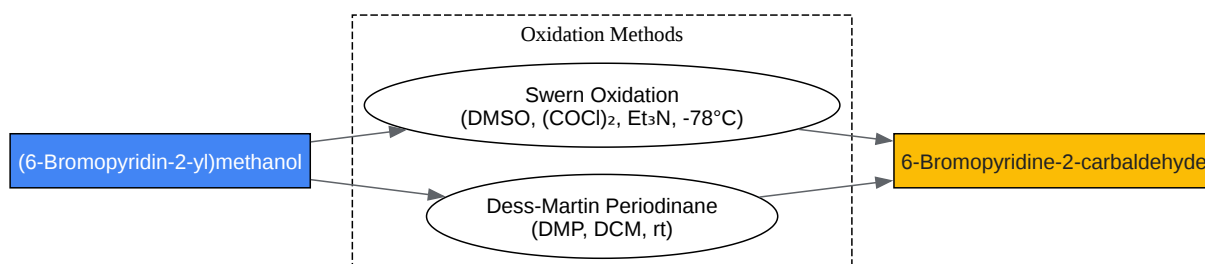 Oxidation Methods
Swern Oxidation
(DMSO, (COCl)₂, Et₃N, -78°C)
(6-Bromopyridin-2-yl)methanol
6-Bromopyridine-2-carbaldehyde
Dess-Martin Periodinane
(DMP, DCM, rt)